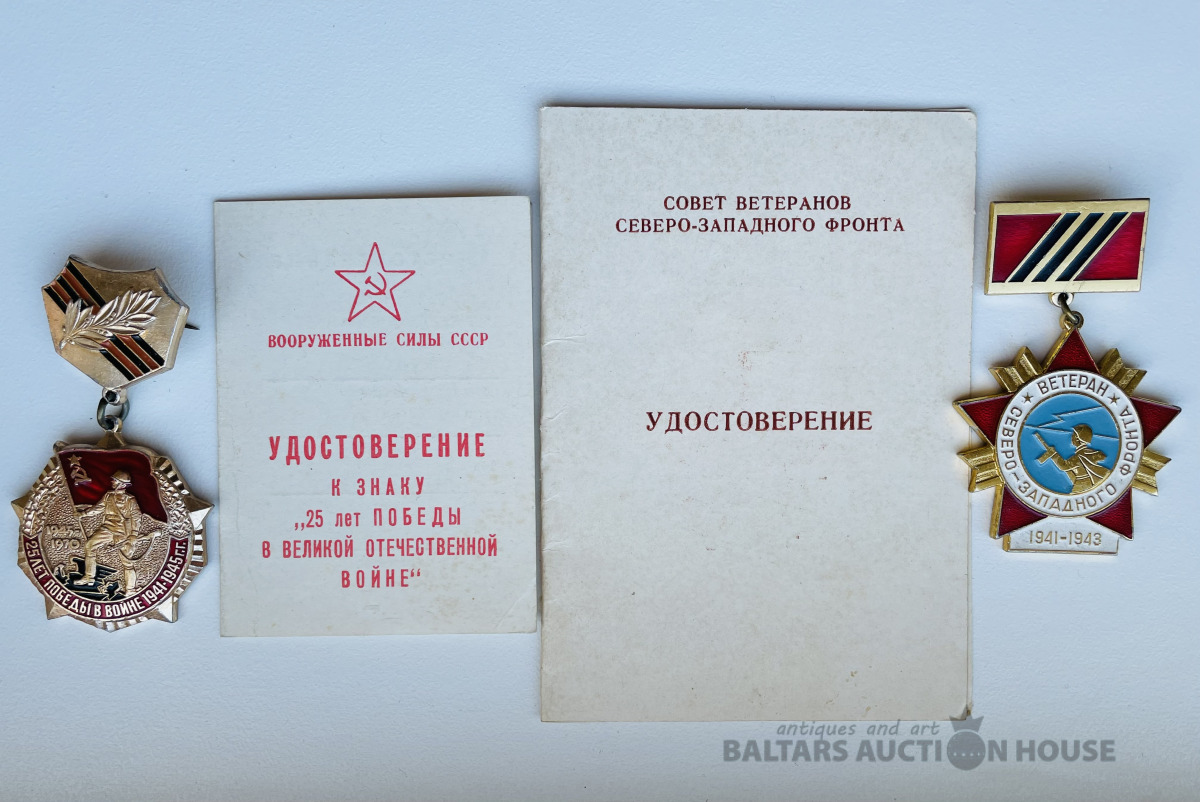 1945
1970
25 ЛЕТ ПОБЕДЫ В ВОЙНЕ 1941-1945 г.г.
ВООРУЖЕННЫЕ СИЛЫ СССР
УДОСТОВЕРЕНИЕ
К ЗНАКУ
„25 лет ПОБЕДЫ
В ВЕЛИКОЙ ОТЕЧЕСТВЕННОЙ
ВОЙНЕ“
СОВЕТ ВЕТЕРАНОВ
СЕВЕРО-ЗАПАДНОГО ФРОНТА
УДОСТОВЕРЕНИЕ
ВЕТЕРАН
СЕВЕРО-ЗАПАДНОГО ФРОНТА
1941-1943
antiques and art
BALTARS AUCTION HOUSE